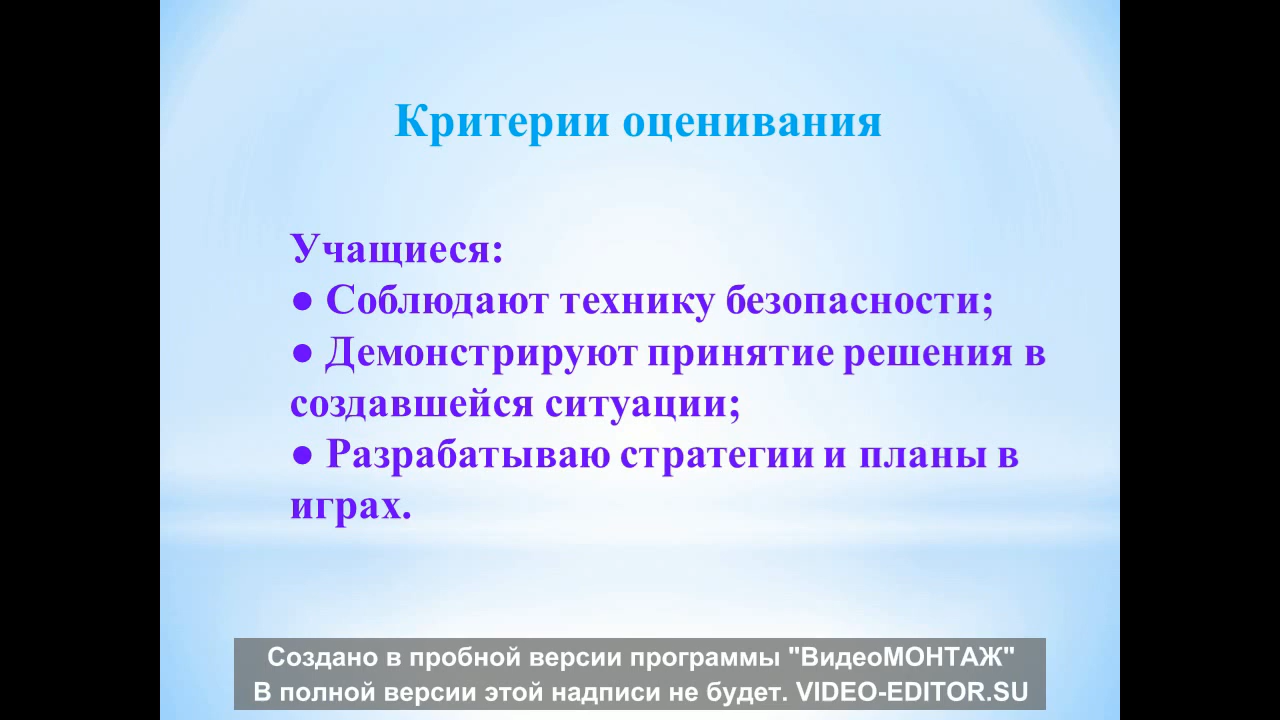 Критерии оценивания
Учащиеся:
● Соблюдают технику безопасности;
● Демонстрируют принятие решения в
создавшейся ситуации;
● Разрабатываю стратегии и планы в
играх.
Создано в пробной версии программы "ВидеоМОНТАЖ"
В полной версии этой надписи не будет. VIDEO-EDITOR.SU